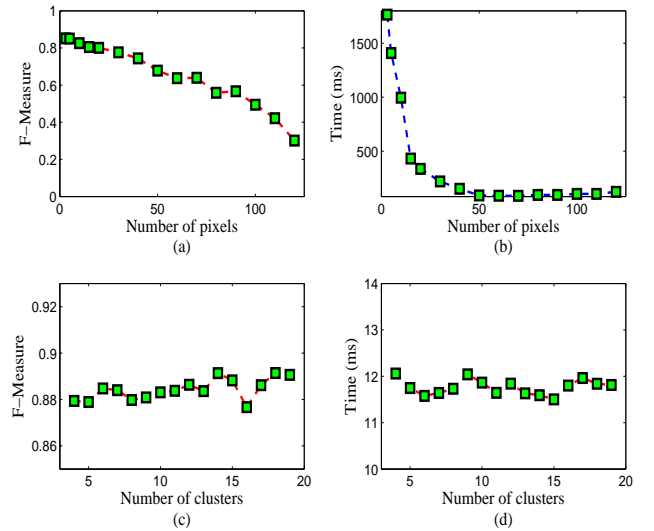 1
0.8
0.6
0.4
0.2
0
F−Measure
0
50
100
Number of pixels
(a)
1500
1000
500
Time (ms)
0
50
100
Number of pixels
(b)
0.92
0.9
0.88
0.86
F−Measure
5
10
15
20
Number of clusters
(c)
14
13
12
11
10
Time (ms)
5
10
15
20
Number of clusters
(d)